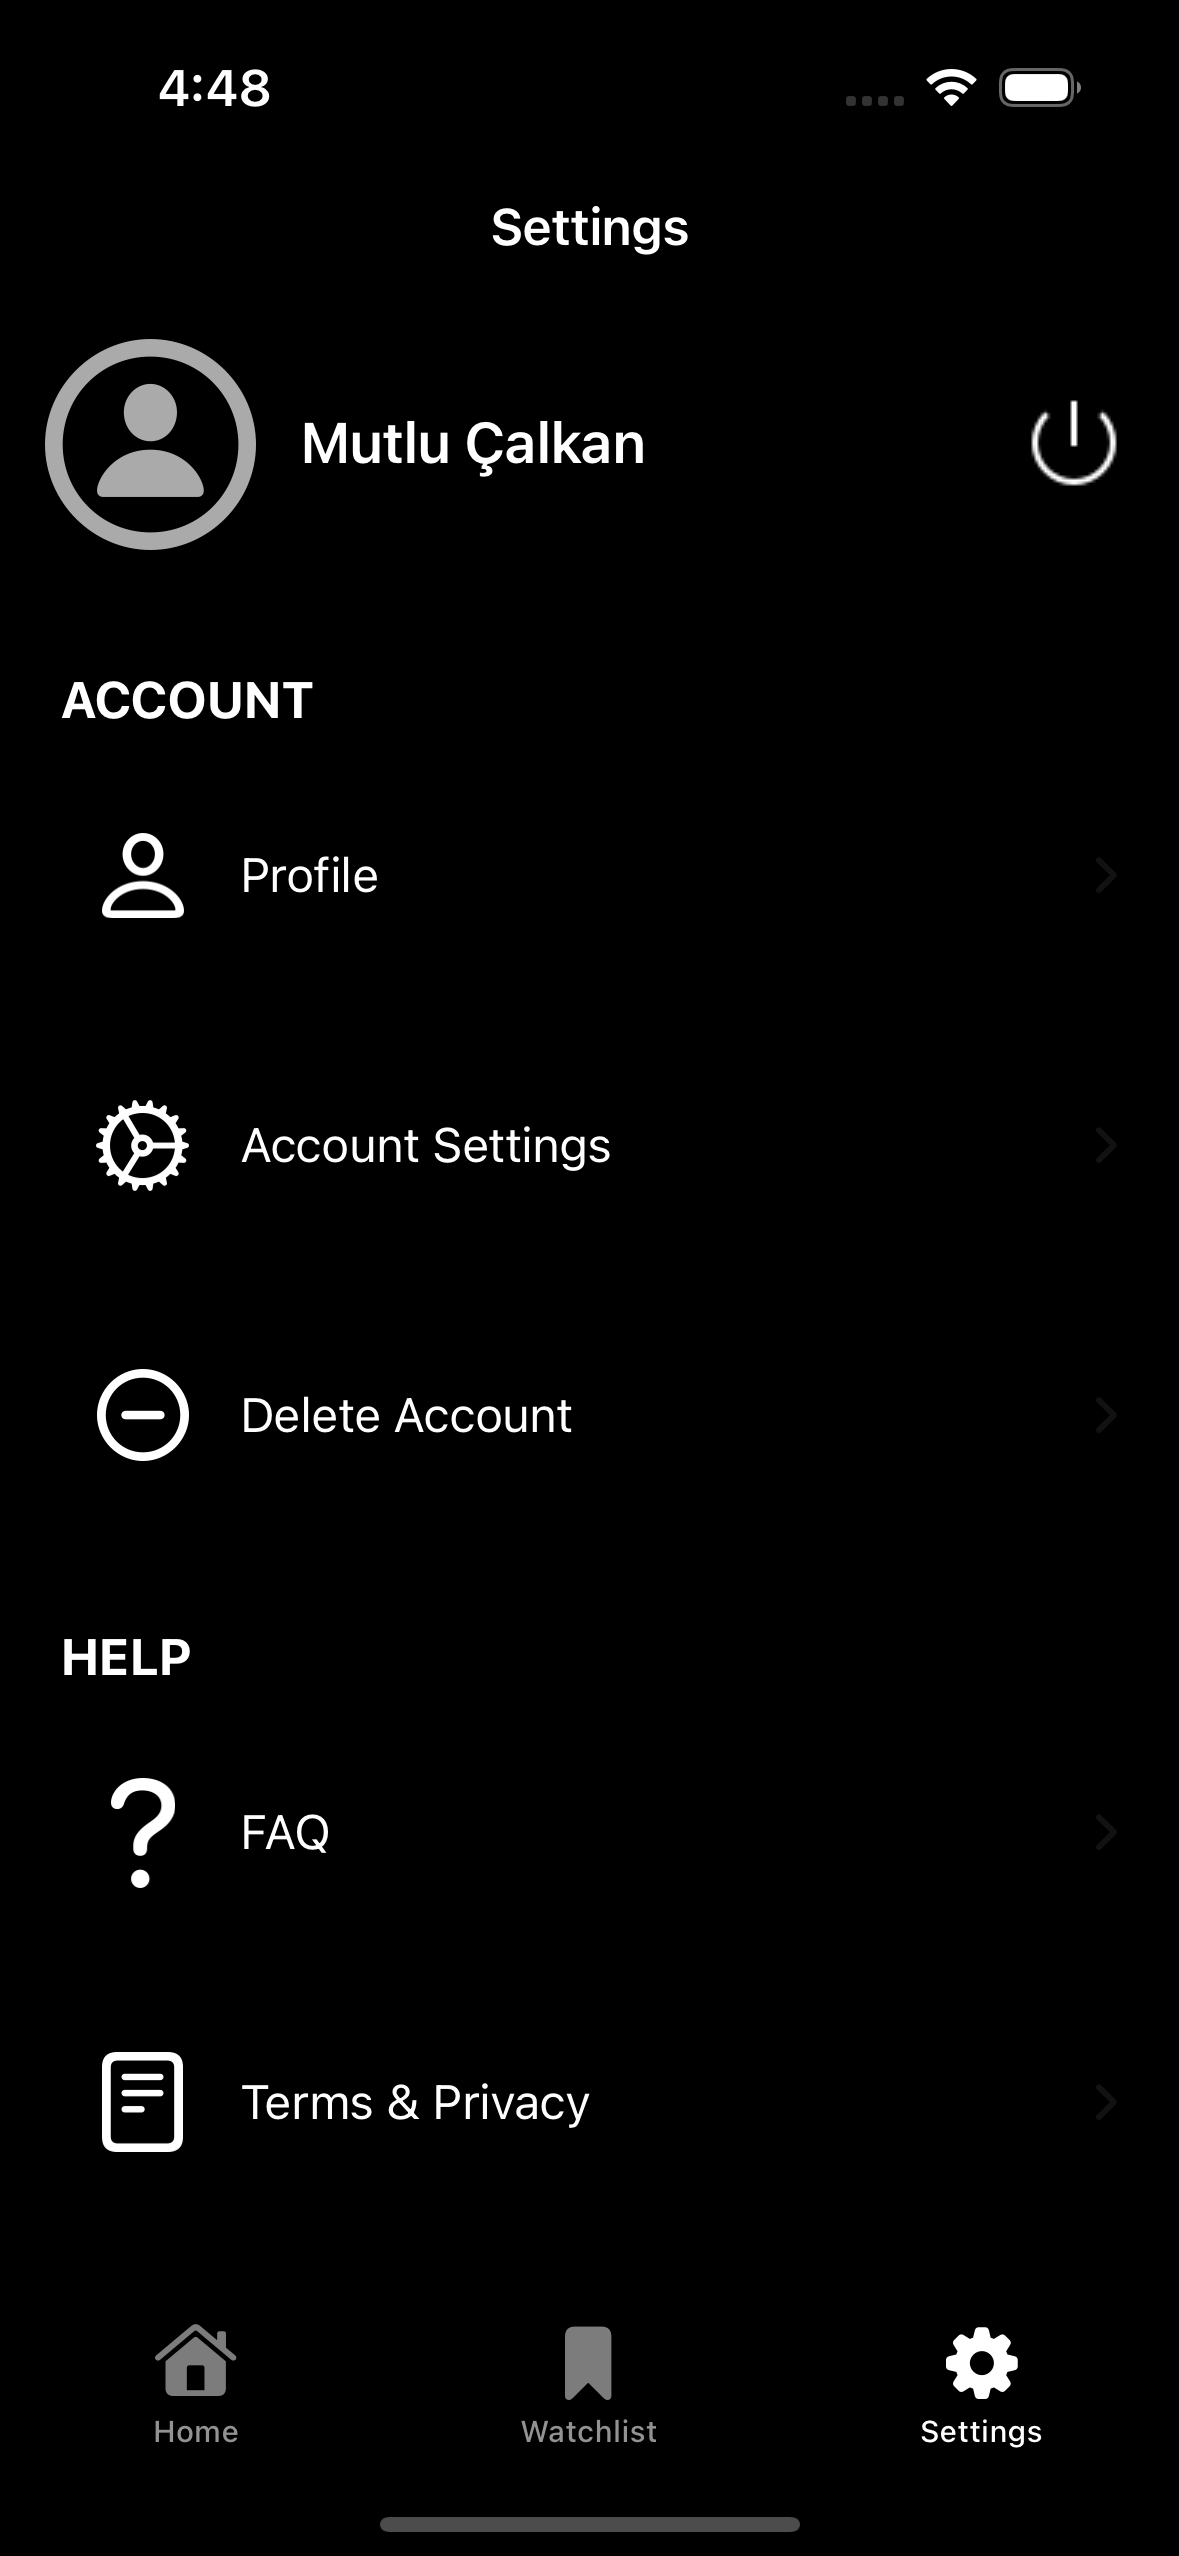 4:48
Settings
Mutlu Çalkan
ACCOUNT
Profile
Account Settings
Delete Account
HELP
FAQ
Terms & Privacy
Home
Watchlist
Settings